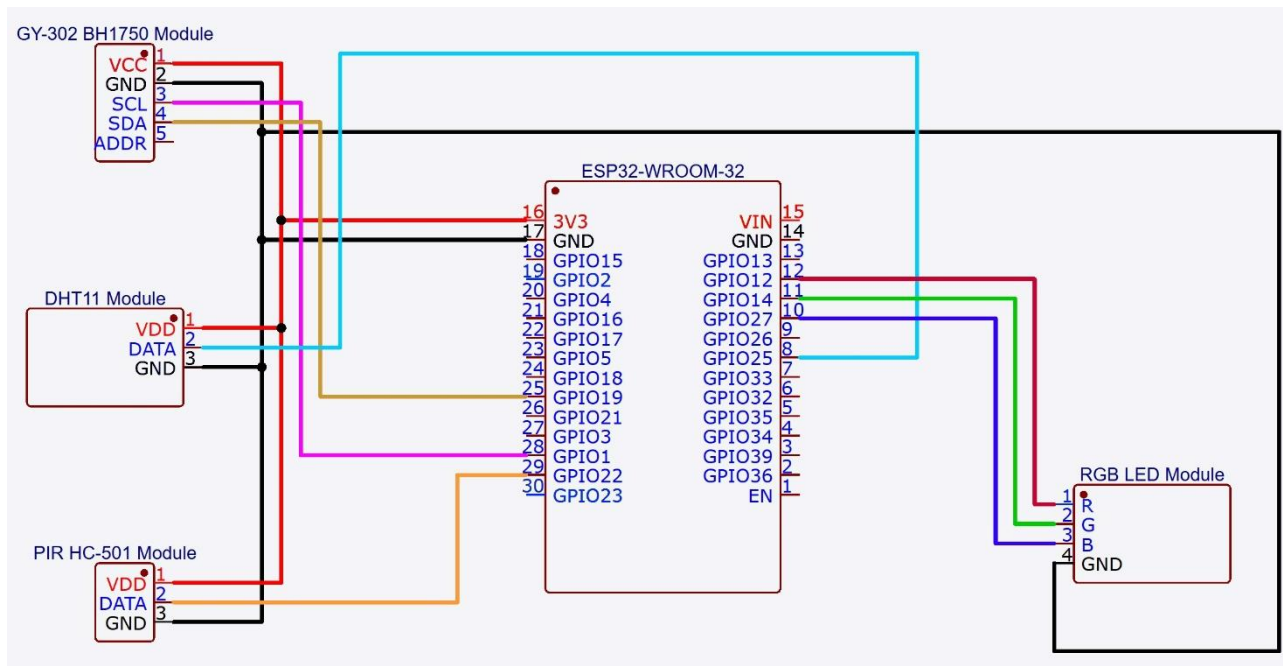 GY-302 BH1750 Module
VCC 1
GND 2
SCL 3
SDA 4
ADDR 5
DHT11 Module
VDD 1
DATA 2
GND 3
PIR HC-501 Module
VDD 1
DATA 2
GND 3
ESP32-WROOM-32
16 3V3
17 GND
18 GPIO15
19 GPIO2
20 GPIO4
21 GPIO16
22 GPIO17
23 GPIO5
24 GPIO18
25 GPIO19
26 GPIO21
27 GPIO3
28 GPIO1
29 GPIO22
30 GPIO23
VIN 15
GND 14
GPIO13 13
GPIO12 12
GPIO14 11
GPIO27 10
GPIO26 9
GPIO25 8
GPIO33 7
GPIO32 6
GPIO35 5
GPIO34 4
GPIO39 3
GPIO36 2
EN 1
RGB LED Module
1 R
2 G
3 B
4 GND